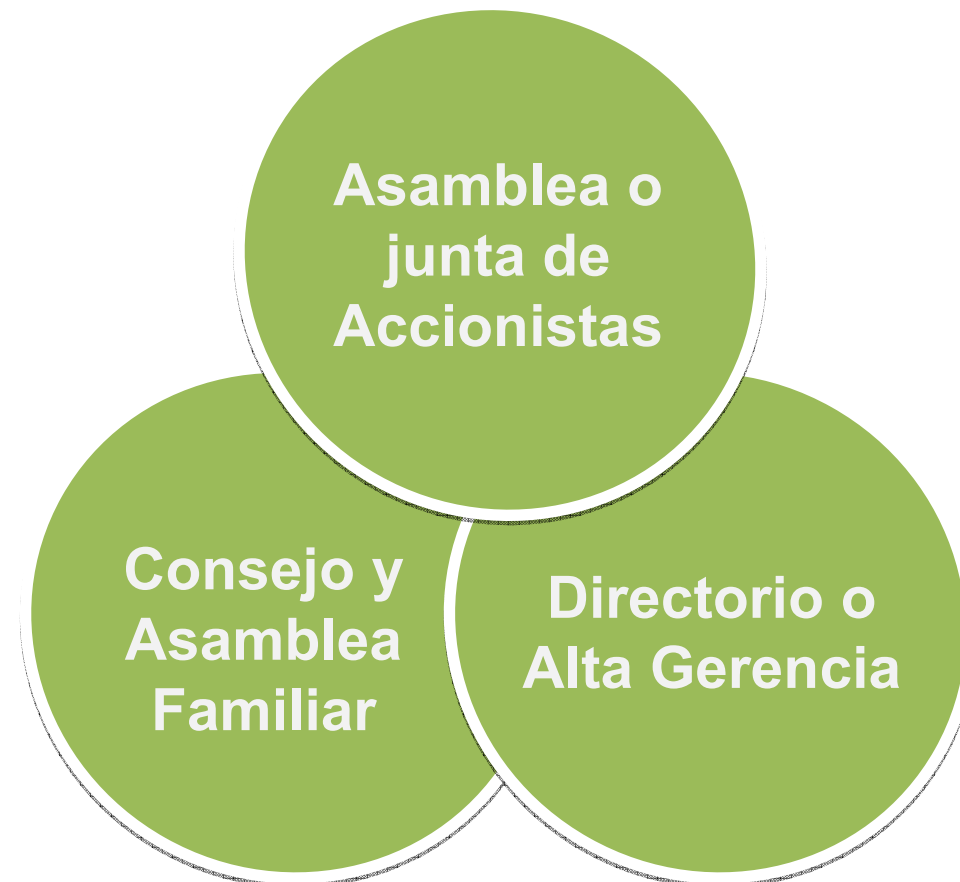 Asamblea o
junta de
Accionistas
Consejo y
Asamblea
Familiar
Directorio o
Alta Gerencia